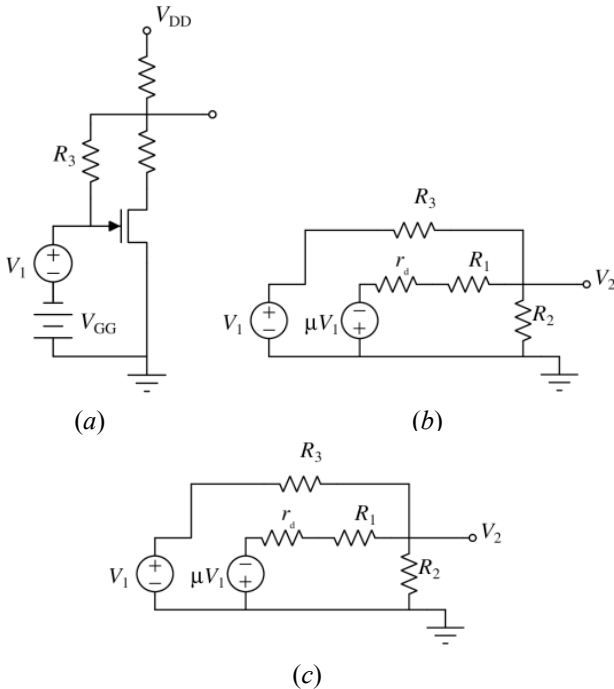 V_DD
R_3
V_1
+
−
V_GG
(a)
R_3
r_d
R_1
V_2
V_1
+
−
μV_1
−
+
R_2
(b)
R_3
r_d
R_1
V_2
V_1
+
−
μV_1
−
+
R_2
(c)